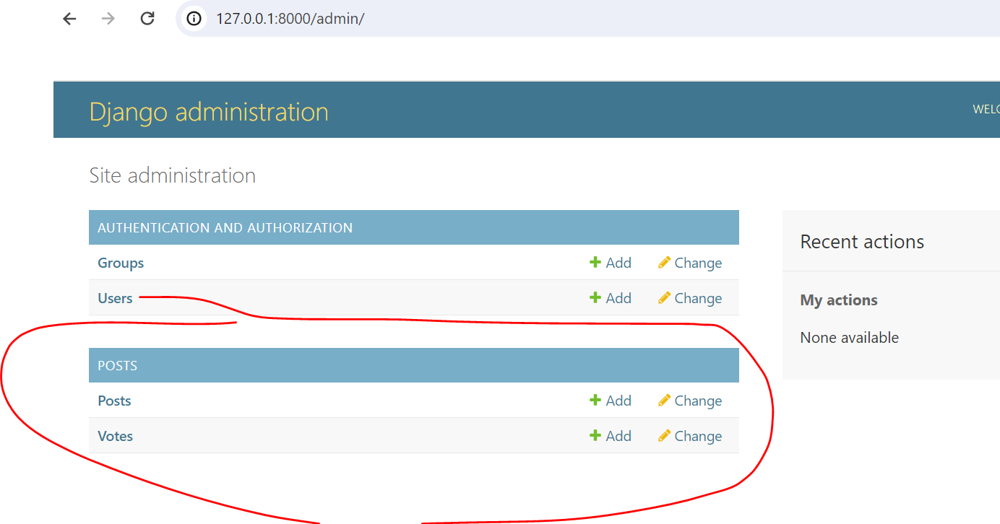 127.0.0.1:8000/admin/
Django administration
WELC
Site administration
AUTHENTICATION AND AUTHORIZATION
Groups Add Change
Users Add Change
POSTS
Posts Add Change
Votes Add Change
Recent actions
My actions
None available